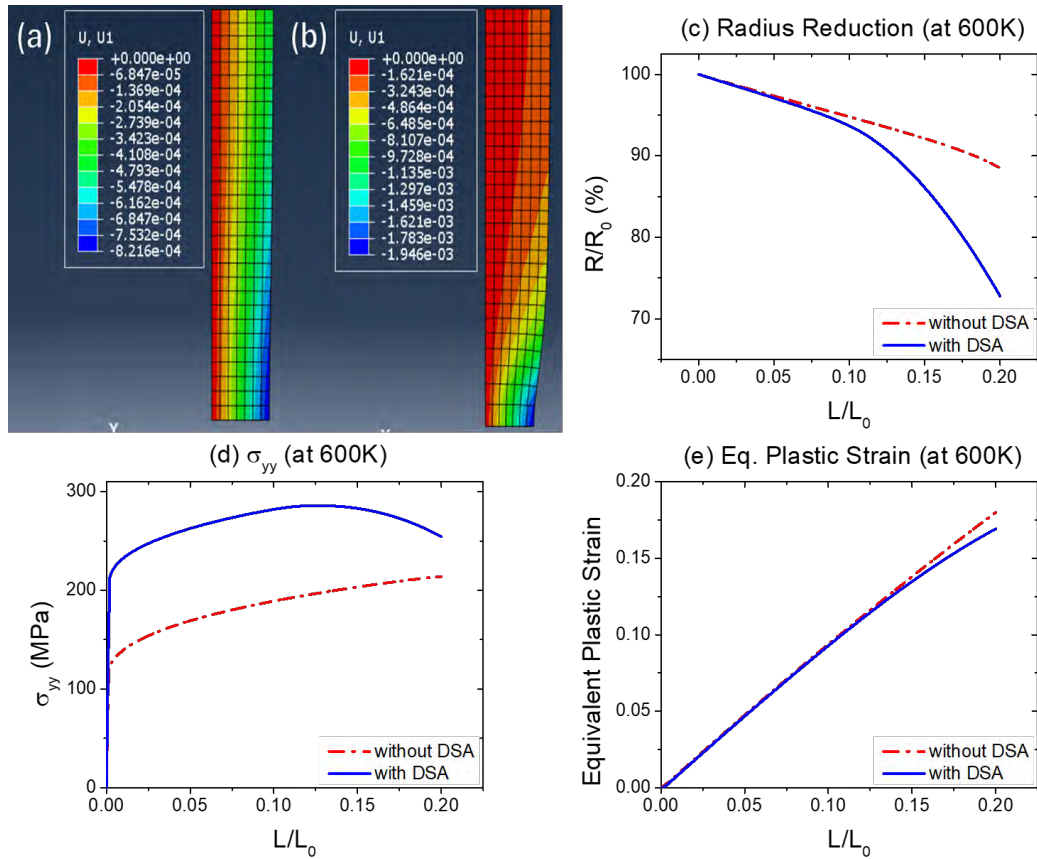 (a)
U, U1
+0.000e+00
-6.847e-05
-1.369e-04
-2.054e-04
-2.739e-04
-3.423e-04
-4.108e-04
-4.793e-04
-5.478e-04
-6.162e-04
-6.847e-04
-7.532e-04
-8.216e-04
(b)
U, U1
+0.000e+00
-1.621e-04
-3.243e-04
-4.864e-04
-6.485e-04
-8.107e-04
-9.728e-04
-1.135e-03
-1.297e-03
-1.459e-03
-1.621e-03
-1.783e-03
-1.946e-03
(c) Radius Reduction (at 600K)
R/R₀ (%)
100
90
80
70
without DSA
with DSA
0.00 0.05 0.10 0.15 0.20
L/L₀
(d) σyy (at 600K)
σyy (MPa)
300
200
100
0
without DSA
with DSA
0.00 0.05 0.10 0.15 0.20
L/L₀
(e) Eq. Plastic Strain (at 600K)
Equivalent Plastic Strain
0.20
0.15
0.10
0.05
0.00
without DSA
with DSA
0.00 0.05 0.10 0.15 0.20
L/L₀